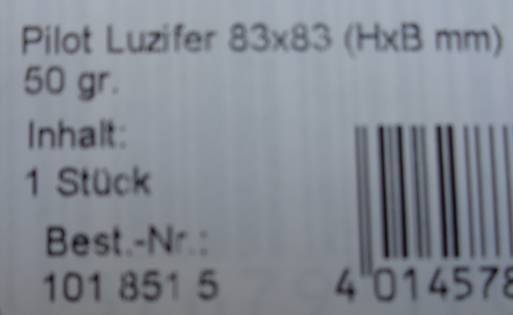 Pilot Luzifer 83x83 (HxB mm)
50 gr.
Inhalt:
1 Stück
Best.-Nr.:
101 851 5
4 014578